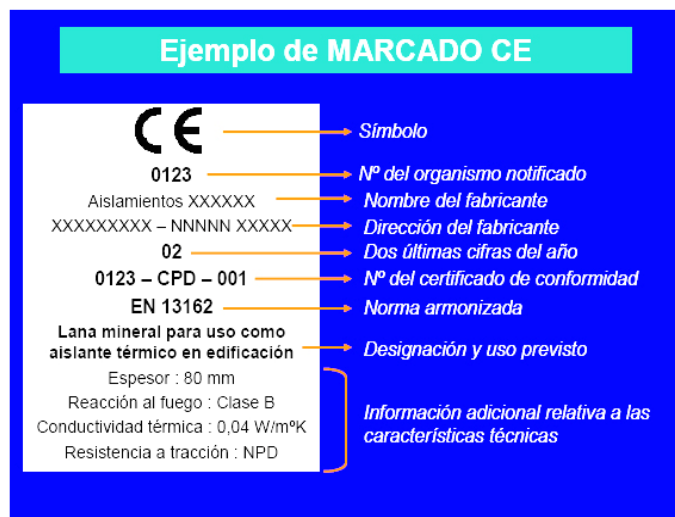 Ejemplo de MARCADO CE
CE
Símbolo
0123
Nº del organismo notificado
Aislamientos XXXXXX
Nombre del fabricante
XXXXXXXXX – NNNNN XXXXX
Dirección del fabricante
02
Dos últimas cifras del año
0123 – CPD – 001
Nº del certificado de conformidad
EN 13162
Norma armonizada
Lana mineral para uso como
aislante térmico en edificación
Designación y uso previsto
Espesor : 80 mm
Reacción al fuego : Clase B
Conductividad térmica : 0,04 W/mºK
Resistencia a tracción : NPD
Información adicional relativa a las
características técnicas